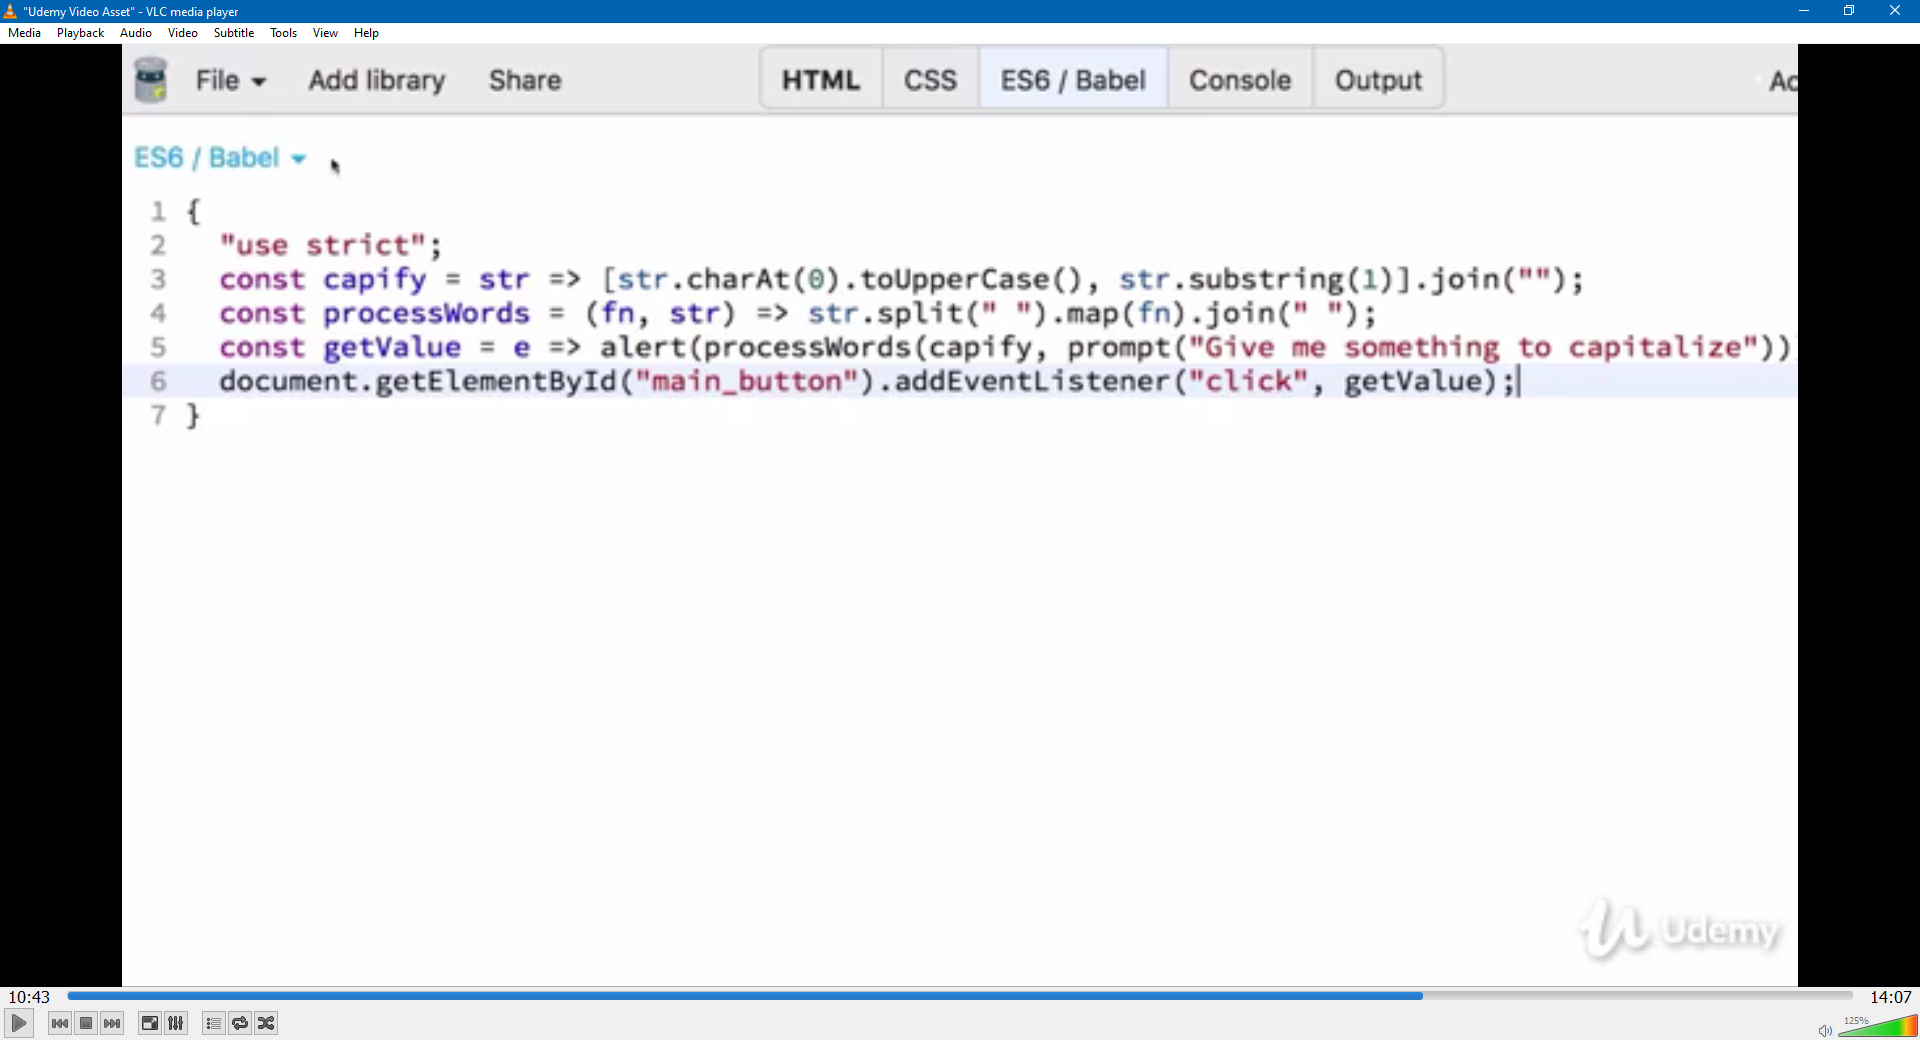 "Udemy Video Asset" - VLC media player
Media Playback Audio Video Subtitle Tools View Help
File Add library Share HTML CSS ES6 / Babel Console Output
ES6 / Babel
1 {
2 "use strict";
3 const capify = str => [str.charAt(0).toUpperCase(), str.substring(1)].join("");
4 const processWords = (fn, str) => str.split(" ").map(fn).join(" ");
5 const getValue = e => alert(processWords(capify, prompt("Give me something to capitalize"))
6 document.getElementById("main_button").addEventListener("click", getValue);
7 }
Udemy
10:43 14:07
125%